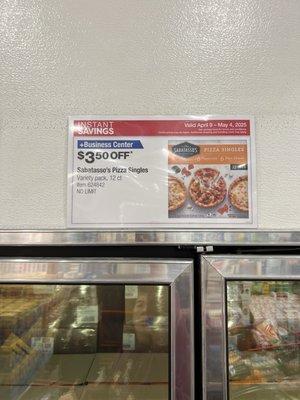 INSTANT
SAVINGS
Valid April 9 – May 4, 2025
+Business Center
$3.50 OFF*
Sabatasso's Pizza Singles
Variety pack, 12 ct
Item 624842
NO LIMIT
SABATASSO'S
PIZZA SINGLES